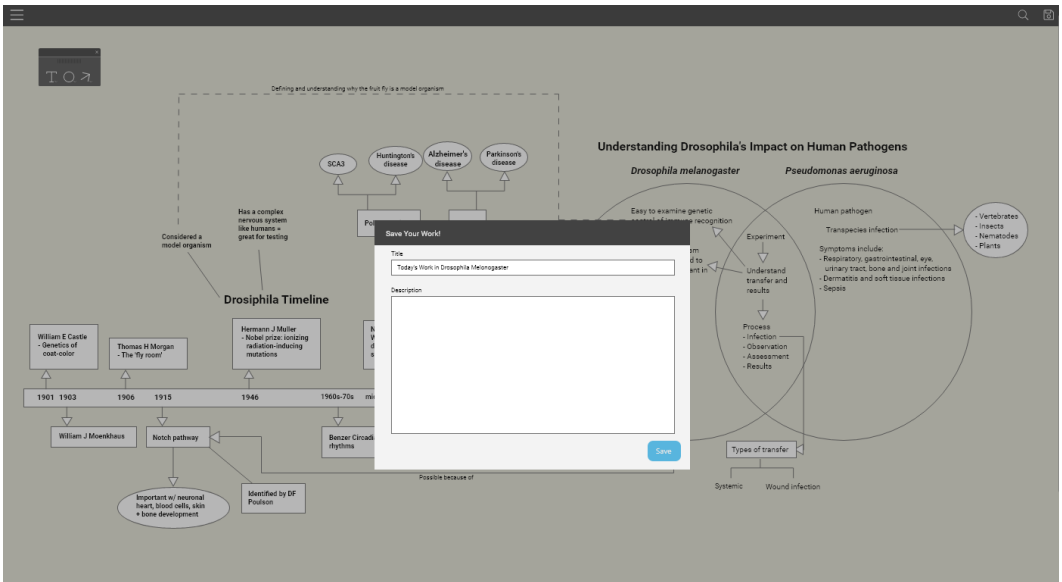 T
Defining and understanding why the fruit fly is a model organism
SCA3
Huntington's
disease
Alzheimer's
disease
Parkinson's
disease
Has a complex
nervous system
like humans =
great for testing
Considered a
model organism
Drosiphila Timeline
William E Castle
- Genetics of
coat-color
Thomas H Morgan
- The 'fly room'
Hermann J Muller
- Nobel prize: ionizing
radiation-inducing
mutations
1901 1903
1906
1915
1946
1960s-70s
William J Moenkhaus
Notch pathway
Benzer
rhythms
Important w/ neuronal
heart, blood cells, skin
+ bone development
Identified by DF
Poulson
Possible because of
Save Your Work!
Title
Today's Work in Drosophila Melonogaster
Description
Save
Understanding Drosophila's Impact on Human Pathogens
Drosophila melanogaster
Pseudomonas aeruginosa
Easy to examine genetic
control of immune recognition
Experiment
Understand
transfer and
results
Process
- Infection
- Observation
- Assessment
- Results
Human pathogen
Transpecies infection
Symptoms include:
- Respiratory, gastrointestinal, eye,
urinary tract, bone and joint infections
- Dermatitis and soft tissue infections
- Sepsis
- Vertebrates
- Insects
- Nematodes
- Plants
Types of transfer
Systemic
Wound infection